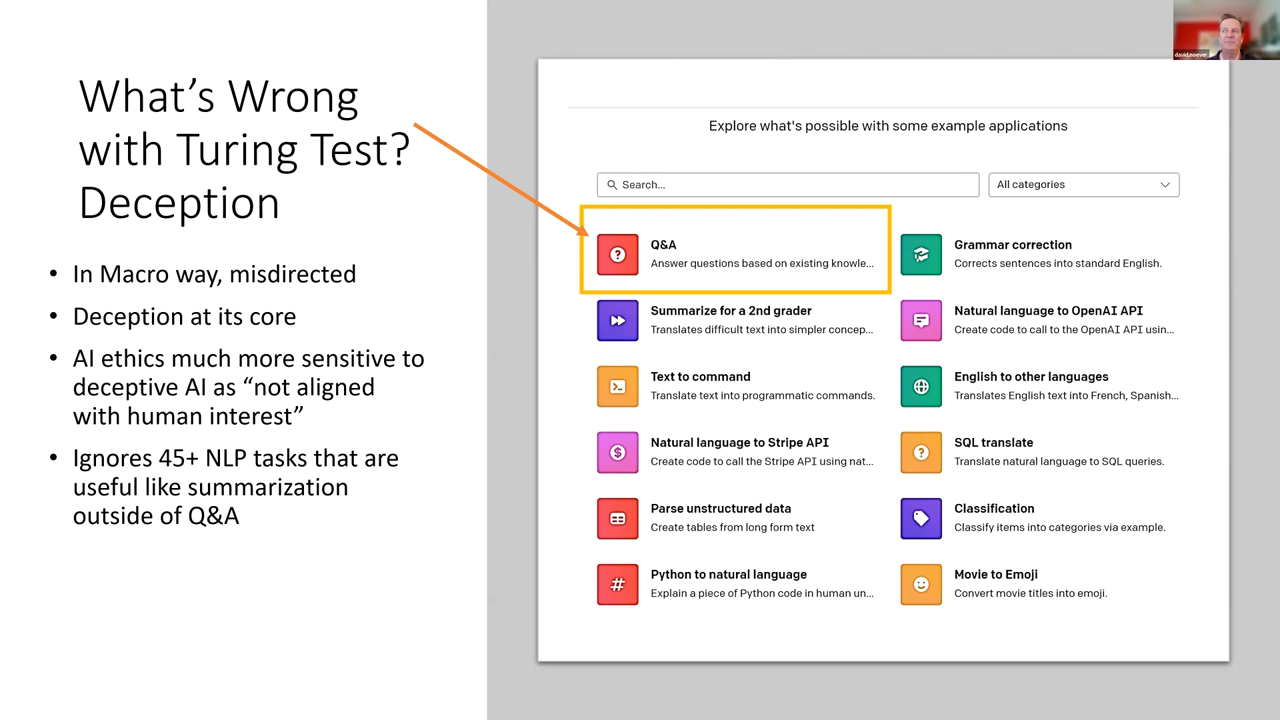 What's Wrong
with Turing Test?
Deception
• In Macro way, misdirected
• Deception at its core
• AI ethics much more sensitive to
deceptive AI as “not aligned
with human interest”
• Ignores 45+ NLP tasks that are
useful like summarization
outside of Q&A
david.noever
Explore what's possible with some example applications
Search...
All categories
Q&A
Answer questions based on existing knowle...
Grammar correction
Corrects sentences into standard English.
Summarize for a 2nd grader
Translates difficult text into simpler concep...
Natural language to OpenAI API
Create code to call to the OpenAI API usin...
Text to command
Translate text into programmatic commands.
English to other languages
Translates English text into French, Spanish...
Natural language to Stripe API
Create code to call the Stripe API using nat...
SQL translate
Translate natural language to SQL queries.
Parse unstructured data
Create tables from long form text
Classification
Classify items into categories via example.
Python to natural language
Explain a piece of Python code in human un...
Movie to Emoji
Convert movie titles into emoji.